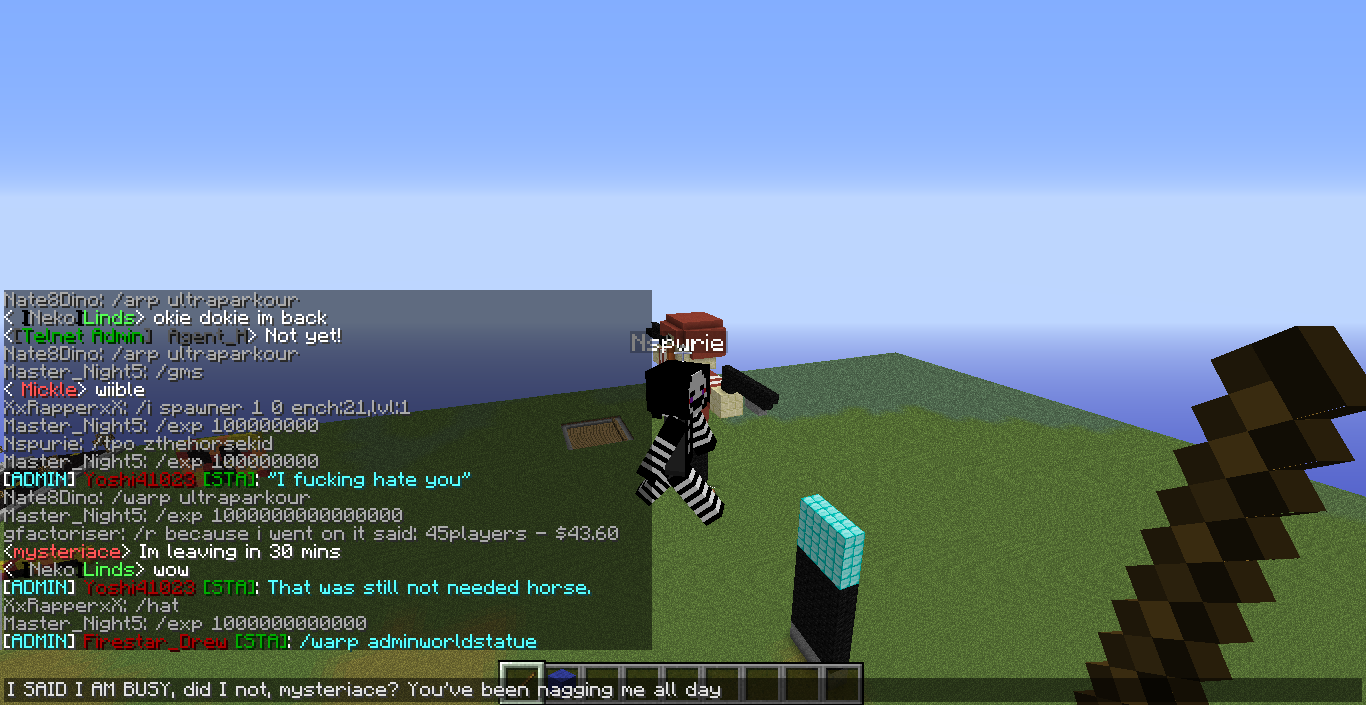 Nate8Dino: /arp ultraparkour
< [Neko]Linds> okie dokie im back
<[Telnet Admin] Agent_h> Not yet!
Nate8Dino: /arp ultraparkour
Master_Night5: /gms
< Mickle> wiible
XxRapperxX: /i spawner 1 0 ench:21,lvl:1
Master_Night5: /exp 100000000
Nspurie: /tpo zthehorsekid
Master_Night5: /exp 100000000
[ADMIN] Yoshi41023 [STA]: "I fucking hate you"
Nate8Dino: /warp ultraparkour
Master_Night5: /exp 1000000000000000
gfactoriser: /r because i went on it said: 45players - $43,60
<mysteriace> Im leaving in 30 mins
< Neko Linds> wow
[ADMIN] Yoshi41023 [STA]: That was still not needed horse.
XxRapperxX: /hat
Master_Night5: /exp 1000000000000
[ADMIN] Firestar_Drew [STA]: /warp adminworldstatue
Nspurie
I SAID I AM BUSY, did I not, mysteriace? You've been nagging me all day